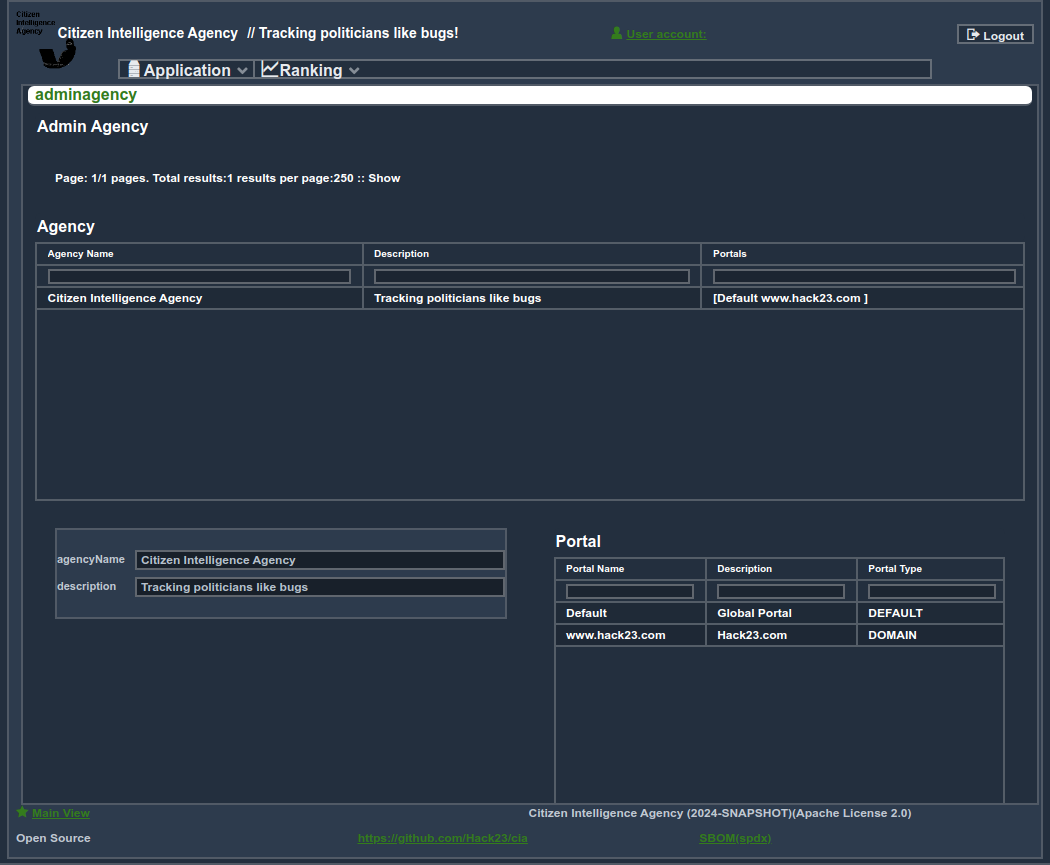 Citizen
Intelligence
Agency
Citizen Intelligence Agency // Tracking politicians like bugs!
User account:
Logout
Application
Ranking
adminagency
Admin Agency
Page: 1/1 pages. Total results:1 results per page:250 :: Show
Agency
Agency Name Description Portals
Citizen Intelligence Agency Tracking politicians like bugs [Default www.hack23.com ]
agencyName Citizen Intelligence Agency
description Tracking politicians like bugs
Portal
Portal Name Description Portal Type
Default Global Portal DEFAULT
www.hack23.com Hack23.com DOMAIN
Main View
Citizen Intelligence Agency (2024-SNAPSHOT)(Apache License 2.0)
Open Source https://github.com/Hack23/cia SBOM(spdx)